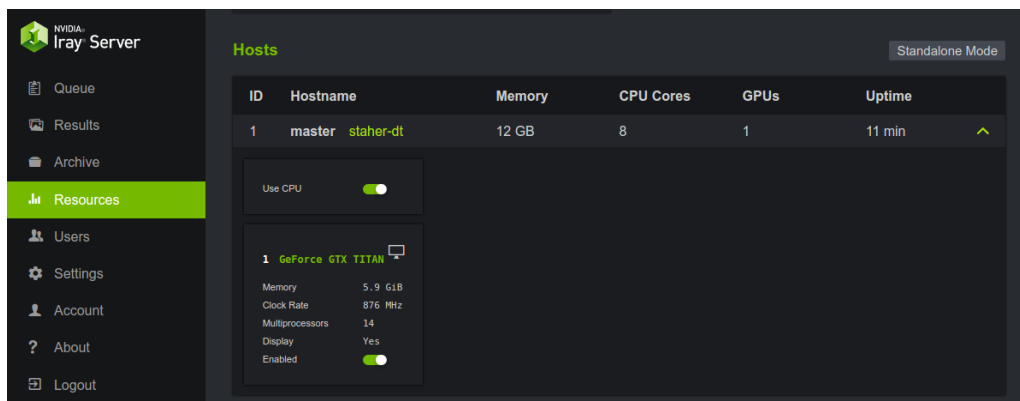 NVIDIA.
Iray® Server
Queue
Results
Archive
Resources
Users
Settings
Account
? About
Logout
Hosts
Standalone Mode
ID Hostname Memory CPU Cores GPUs Uptime
1 master staher-dt 12 GB 8 1 11 min
Use CPU
1 GeForce GTX TITAN
Memory 5.9 GiB
Clock Rate 876 MHz
Multiprocessors 14
Display Yes
Enabled